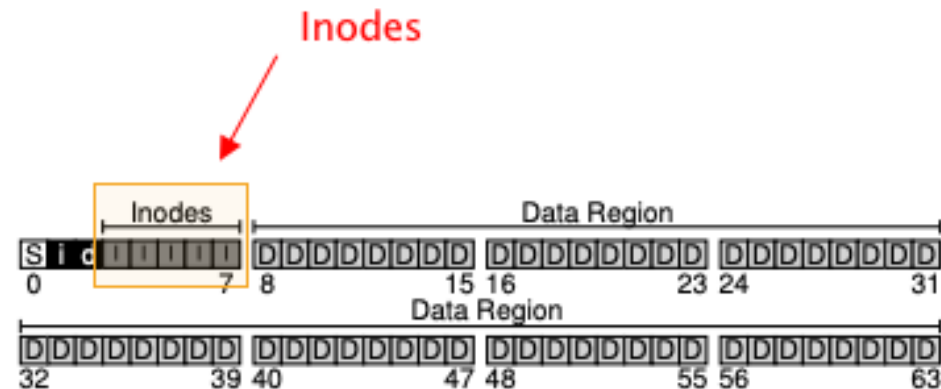 Inodes
Inodes Data Region
S i d I I I I I D D D D D D D D D D D D D D D D D D D D D D D D
0 7 8 15 16 23 24 31
Data Region
D D D D D D D D D D D D D D D D D D D D D D D D D D D D D D D D
32 39 40 47 48 55 56 63